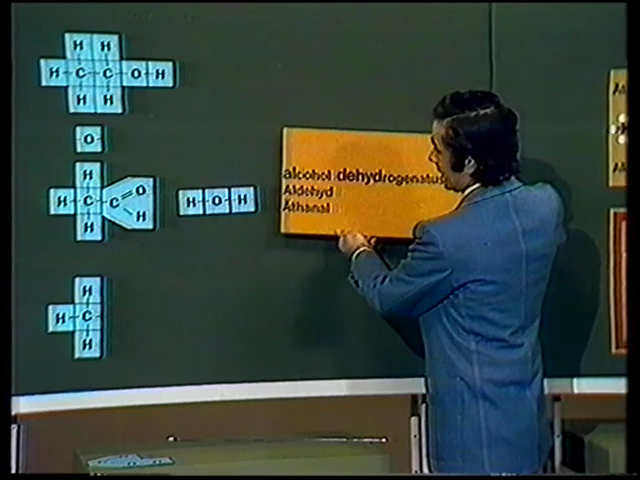 H H
H C C O H
H H
O
H
H C C O H
H
H O H
alcohol dehydrogenatus
Aldehyd
Äthanal
H
H C
H